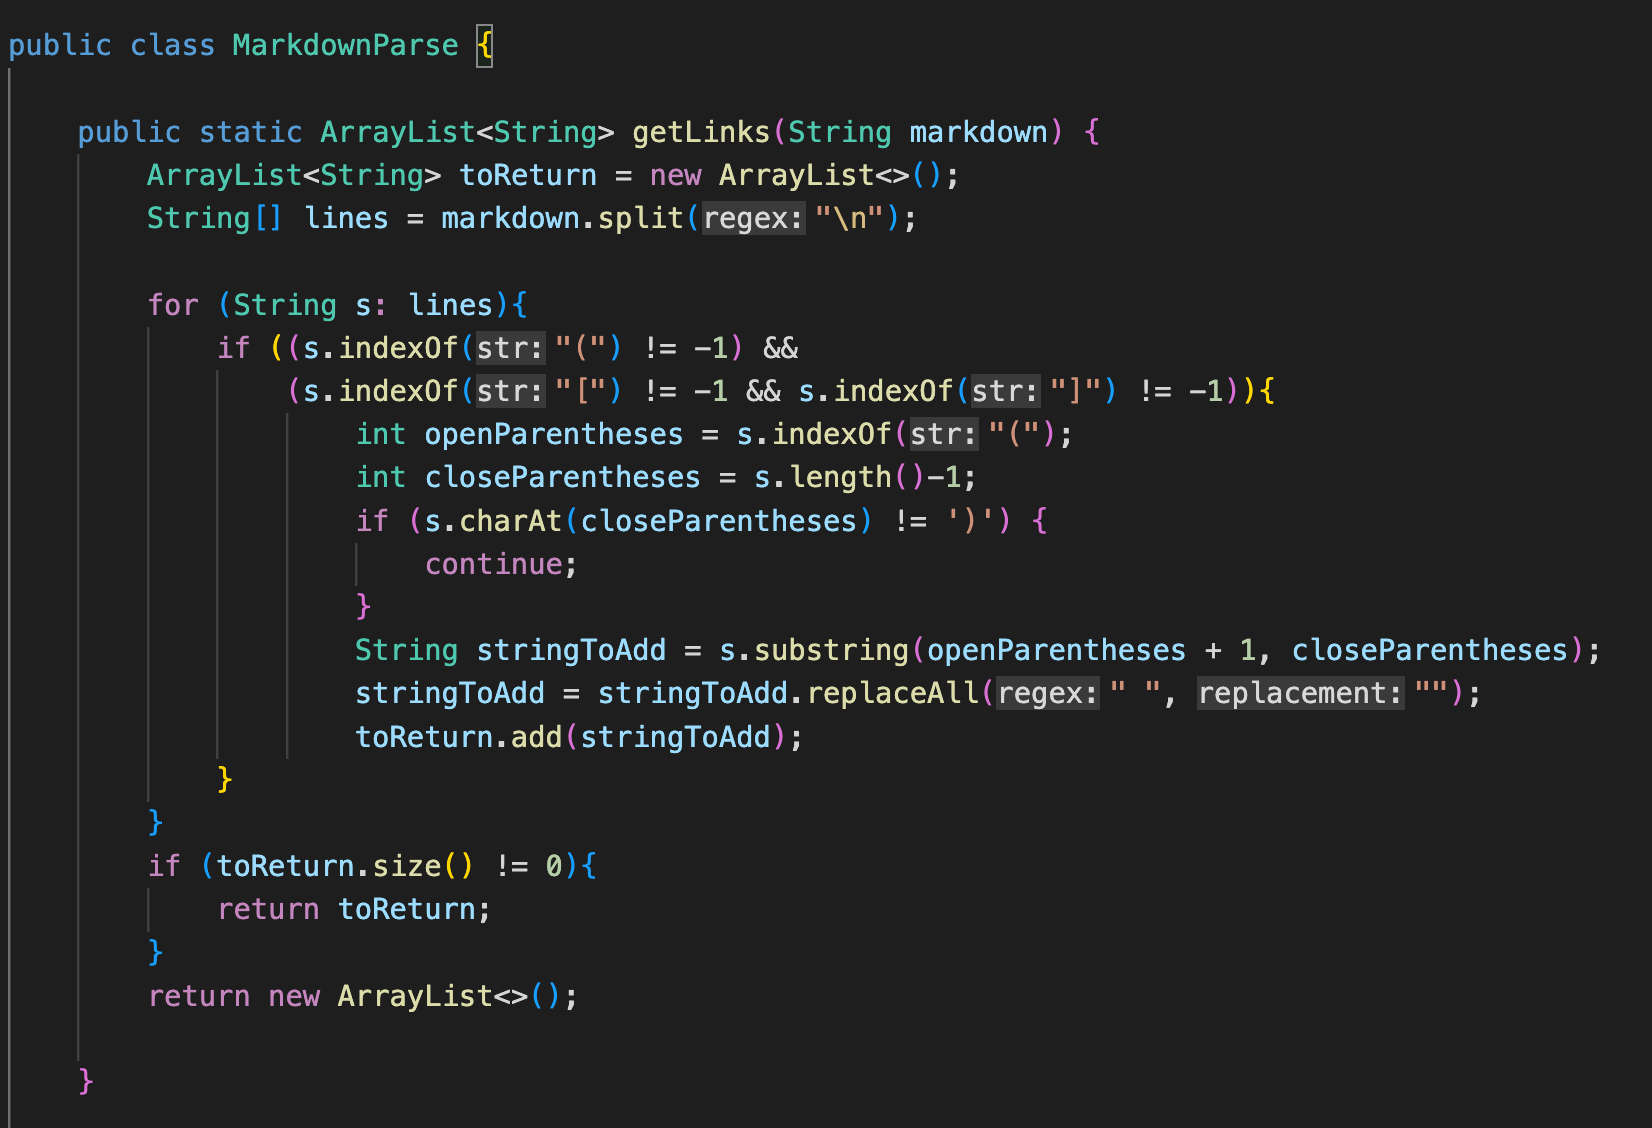 public class MarkdownParse {
    public static ArrayList<String> getLinks(String markdown) {
        ArrayList<String> toReturn = new ArrayList<>();
        String[] lines = markdown.split(regex: "\n");
        for (String s: lines){
            if ((s.indexOf(str: "(") != -1) &&
                (s.indexOf(str: "[") != -1 && s.indexOf(str: "]") != -1)){
                    int openParentheses = s.indexOf(str: "(");
                    int closeParentheses = s.length()-1;
                    if (s.charAt(closeParentheses) != ')') {
                        continue;
                    }
                    String stringToAdd = s.substring(openParentheses + 1, closeParentheses);
                    stringToAdd = stringToAdd.replaceAll(regex: " ", replacement: "");
                    toReturn.add(stringToAdd);
            }
        }
        if (toReturn.size() != 0){
            return toReturn;
        }
        return new ArrayList<>();
    }